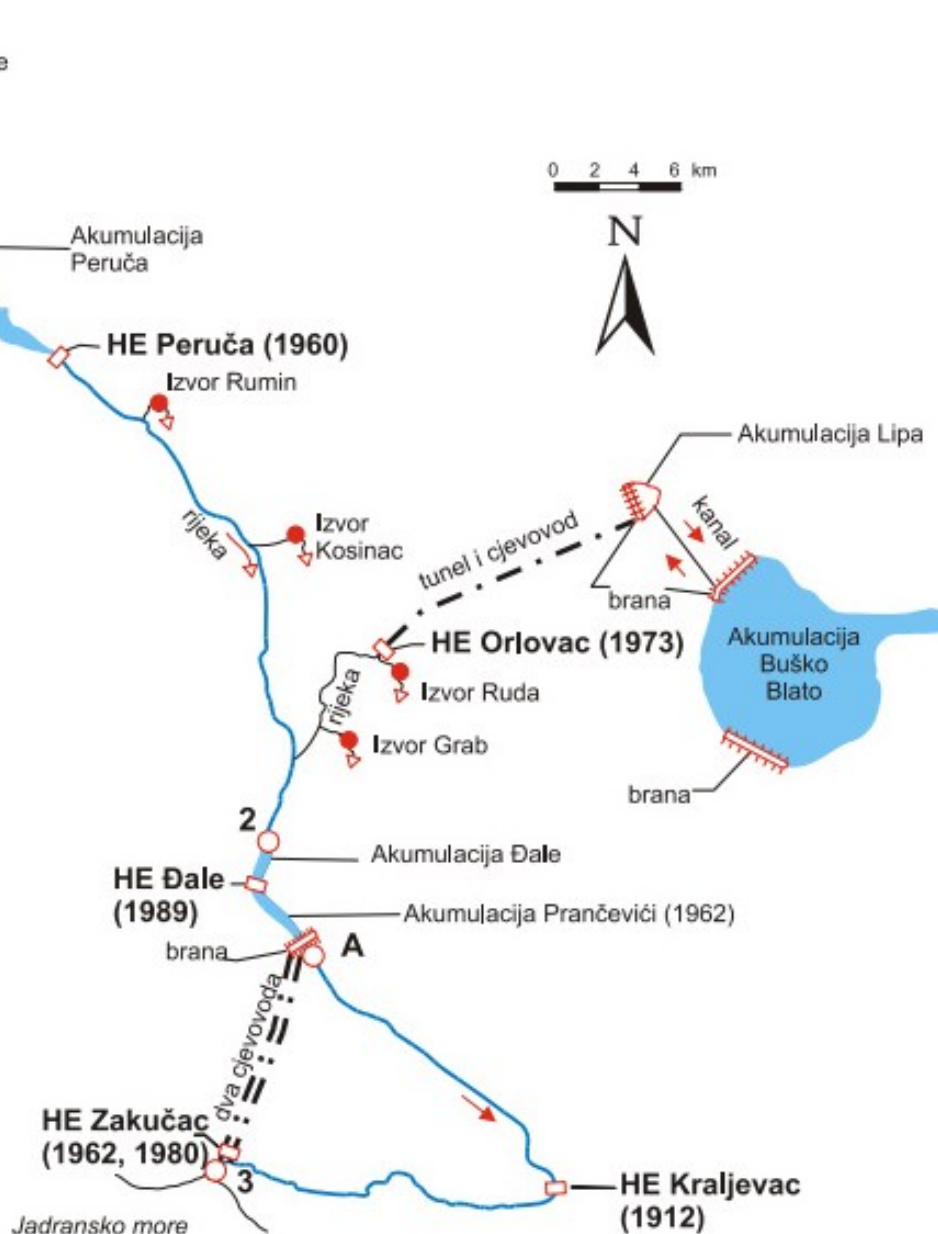 e
0 2 4 6 km
N
Akumulacija
Peruča
HE Peruča (1960)
Izvor Rumin
Akumulacija Lipa
Izvor
Kosinac
rijeka
kanal
tunel i cjevovod
brana
HE Orlovac (1973)
Akumulacija
Buško
Blato
rijeka
Izvor Ruda
Izvor Grab
brana
2
Akumulacija Đale
HE Đale
(1989)
Akumulacija Prančevići (1962)
brana
A
dva cjevovoda
HE Zakučac
(1962, 1980)
3
HE Kraljevac
(1912)
Jadransko more